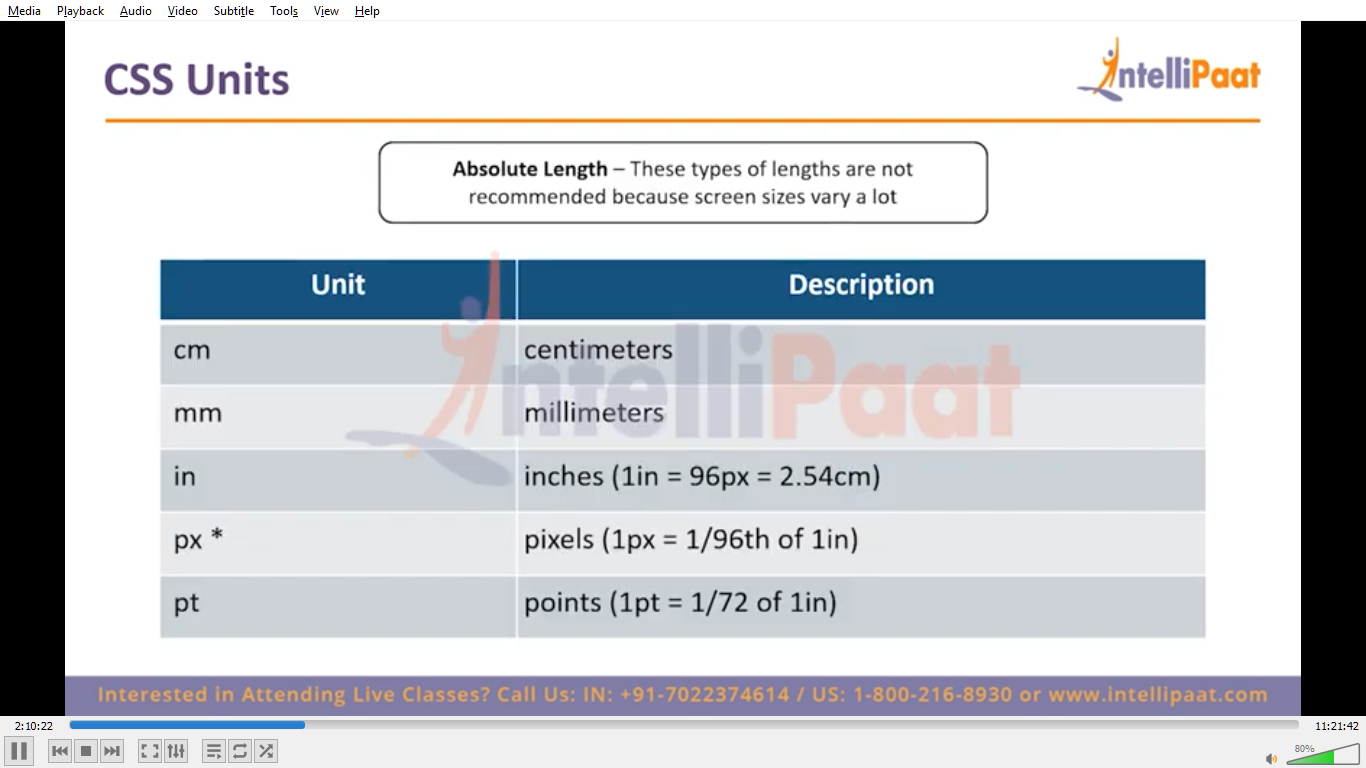 Media Playback Audio Video Subtitle Tools View Help
CSS Units
IntelliPaat
Absolute Length – These types of lengths are not
recommended because screen sizes vary a lot
Unit Description
cm centimeters
mm millimeters
in inches (1in = 96px = 2.54cm)
px * pixels (1px = 1/96th of 1in)
pt points (1pt = 1/72 of 1in)
IntelliPaat
Interested in Attending Live Classes? Call Us: IN: +91-7022374614 / US: 1-800-216-8930 or www.intellipaat.com
2:10:22 11:21:42
80%